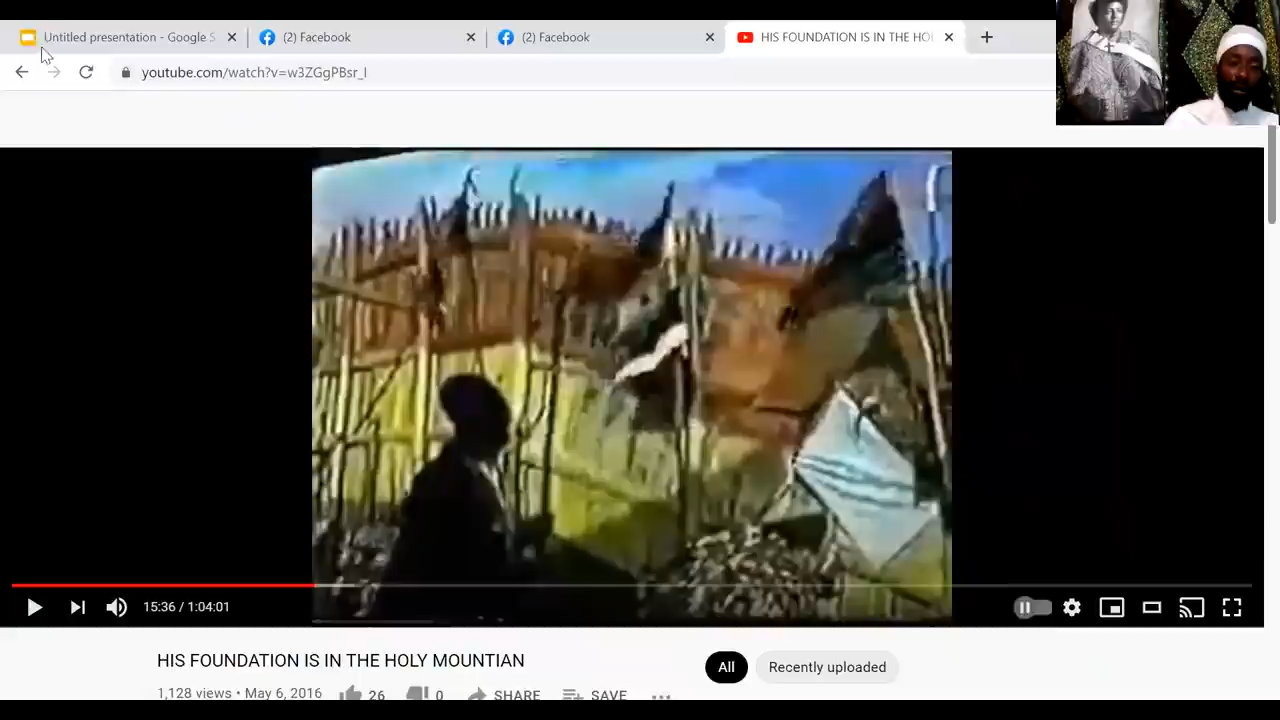 Untitled presentation - Google S
(2) Facebook
(2) Facebook
HIS FOUNDATION IS IN THE HOL
youtube.com/watch?v=w3ZGgPBsr_I
15:36 / 1:04:01
HIS FOUNDATION IS IN THE HOLY MOUNTIAN
All
Recently uploaded
1,128 views • May 6, 2016
26
0
SHARE
SAVE